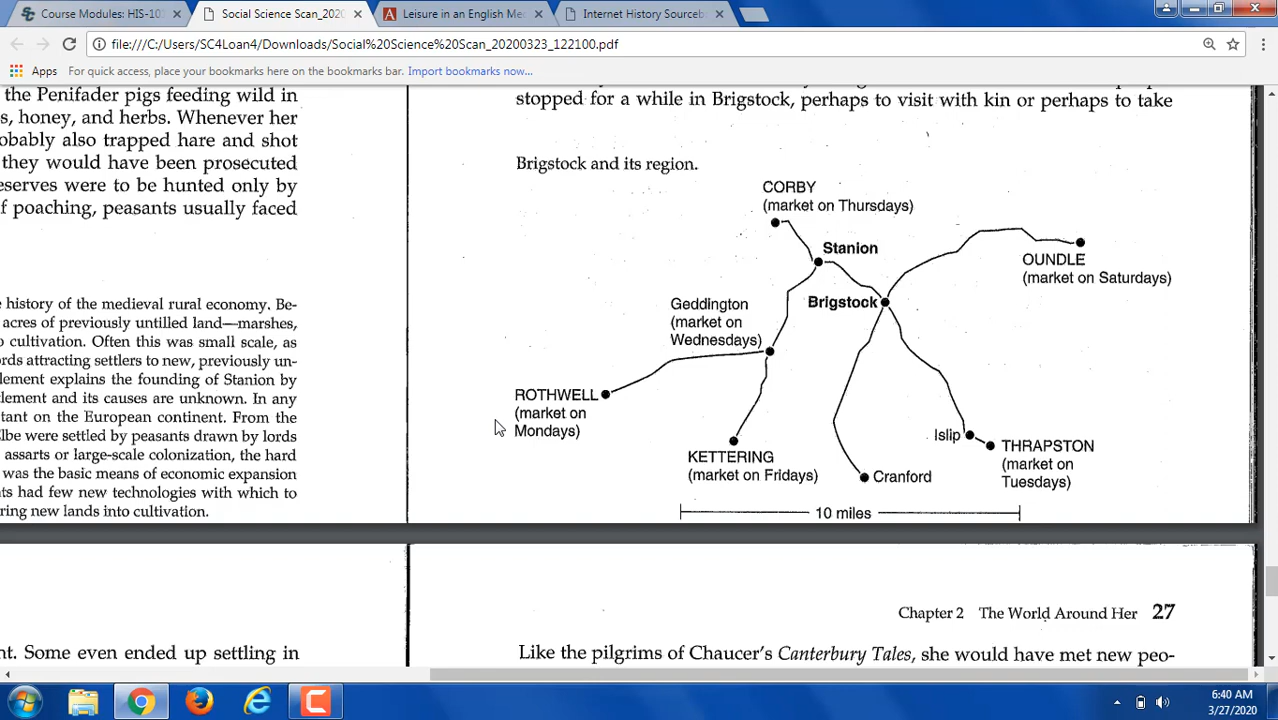 Course Modules: HIS-10
Social Science Scan_202
Leisure in an English Me
Internet History Sourceb
file:///C:/Users/SC4Loan4/Downloads/Social%20Science%20Scan_20200323_122100.pdf
Apps
For quick access, place your bookmarks here on the bookmarks bar. Import bookmarks now...
the Penifader pigs feeding wild in
s, honey, and herbs. Whenever her
obably also trapped hare and shot
they would have been prosecuted
eserves were to be hunted only by
f poaching, peasants usually faced
e history of the medieval rural economy. Be-
acres of previously untilled land—marshes,
o cultivation. Often this was small scale, as
ords attracting settlers to new, previously un-
lement explains the founding of Stanion by
tlement and its causes are unknown. In any
tant on the European continent. From the
Elbe were settled by peasants drawn by lords
assarts or large-scale colonization, the hard
was the basic means of economic expansion
nts had few new technologies with which to
ring new lands into cultivation.
stopped for a while in Brigstock, perhaps to visit with kin or perhaps to take
Brigstock and its region.
CORBY
(market on Thursdays)
Stanion
OUNDLE
(market on Saturdays)
Brigstock
Geddington
(market on
Wednesdays)
ROTHWELL
(market on
Mondays)
KETTERING
(market on Fridays)
Cranford
Islip
THRAPSTON
(market on
Tuesdays)
10 miles
Chapter 2 The World Around Her 27
nt. Some even ended up settling in
Like the pilgrims of Chaucer's Canterbury Tales, she would have met new peo-
6:40 AM
3/27/2020